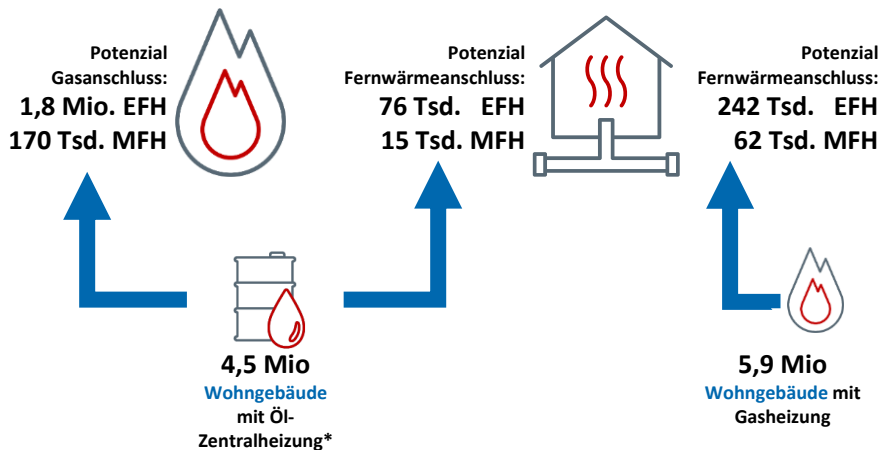 Potenzial
Gasanschluss:
1,8 Mio. EFH
170 Tsd. MFH
Potenzial
Fernwärmeanschluss:
76 Tsd. EFH
15 Tsd. MFH
Potenzial
Fernwärmeanschluss:
242 Tsd. EFH
62 Tsd. MFH
4,5 Mio
Wohngebäude
mit Öl-
Zentralheizung*
5,9 Mio
Wohngebäude mit
Gasheizung